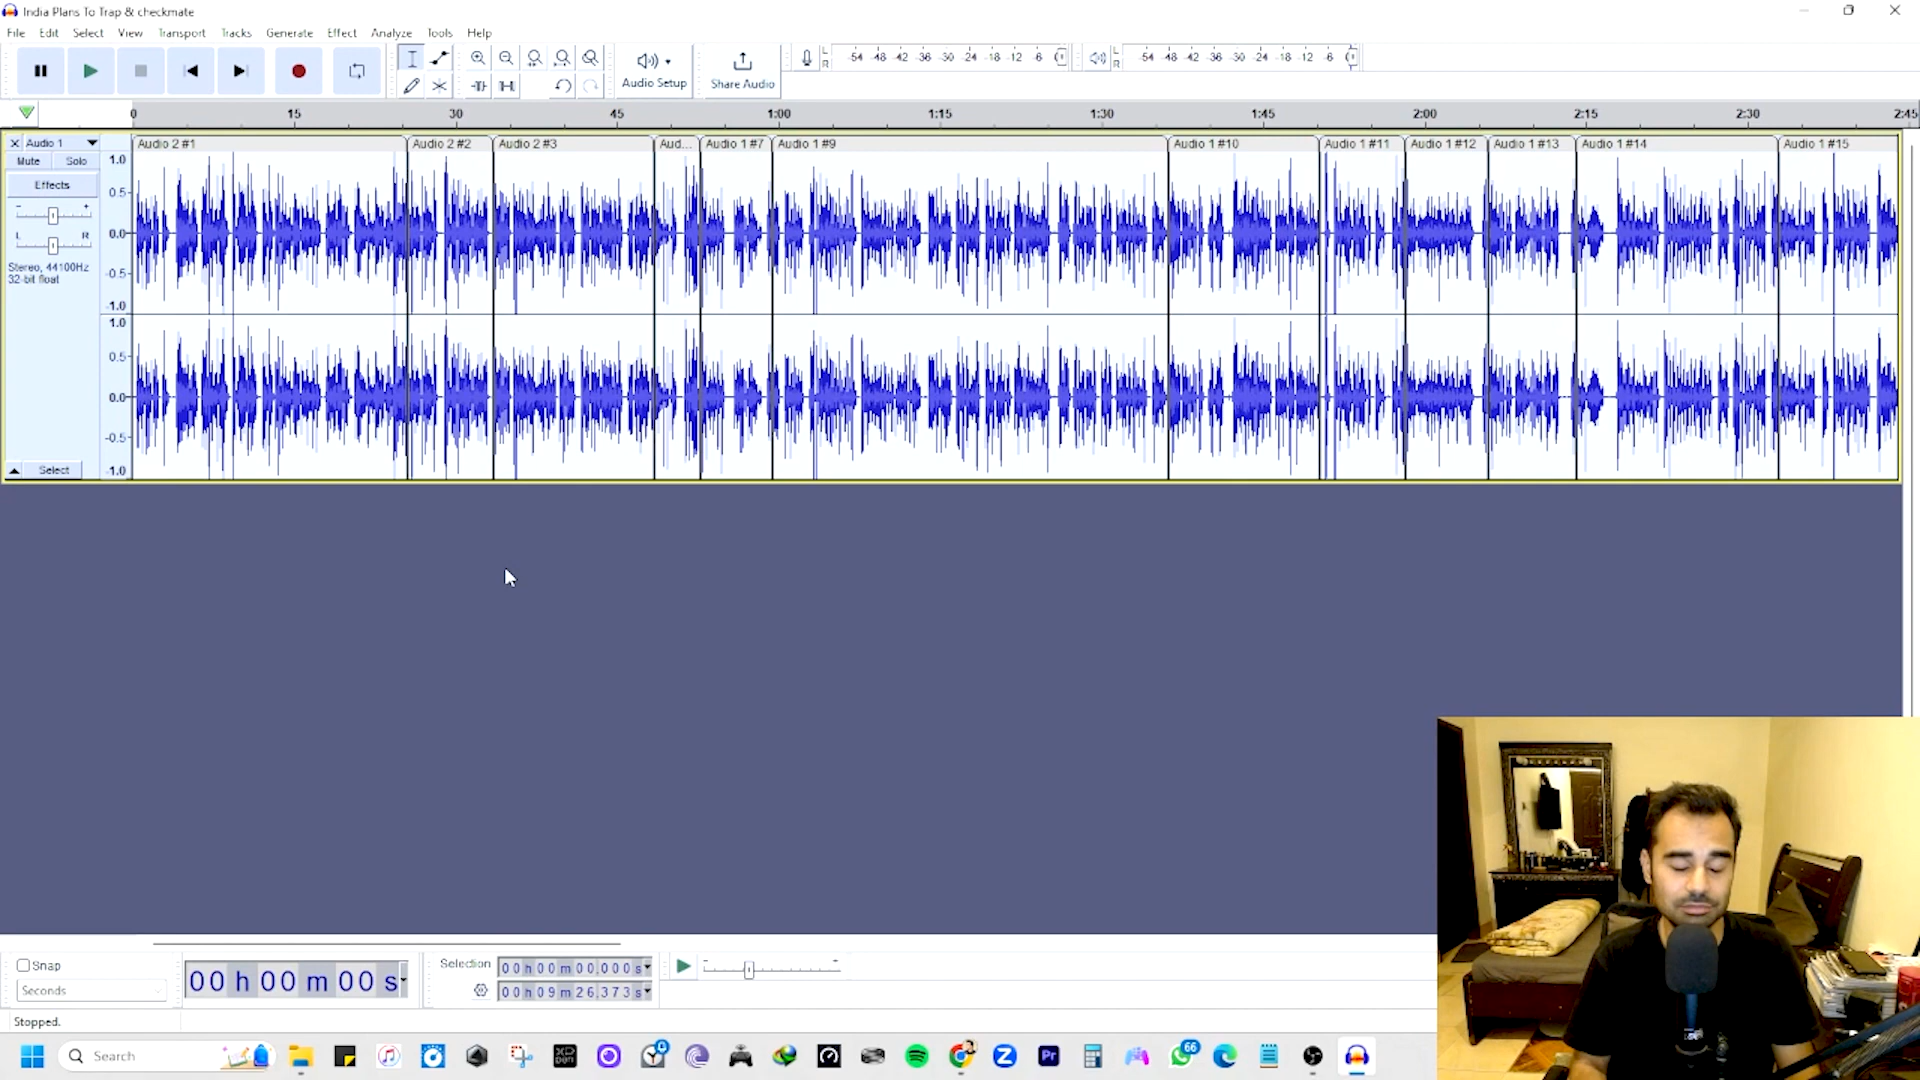 India Plans To Trap & checkmate
File Edit Select View Transport Tracks Generate Effect Analyze Tools Help
Audio Setup
Share Audio
L
R
-54 -48 -42 -36 -30 -24 -18 -12 -6
L
R
-54 -48 -42 -36 -30 -24 -18 -12 -6
0 15 30 45 1:00 1:15 1:30 1:45 2:00 2:15 2:30 2:45
Audio 1
Audio 2 #1 Audio 2 #2 Audio 2 #3 Aud... Audio 1 #7 Audio 1 #9 Audio 1 #10 Audio 1 #11 Audio 1 #12 Audio 1 #13 Audio 1 #14 Audio 1 #15
Mute Solo
Effects
- +
L R
Stereo, 44100Hz
32-bit float
1.0
0.5
0.0
-0.5
-1.0
1.0
0.5
0.0
-0.5
-1.0
Select
Snap
Seconds
00 h 00 m 00 s
Selection
00 h 00 m 00.000 s
00 h 09 m 26.373 s
- +
Stopped.
Search
Pr
66